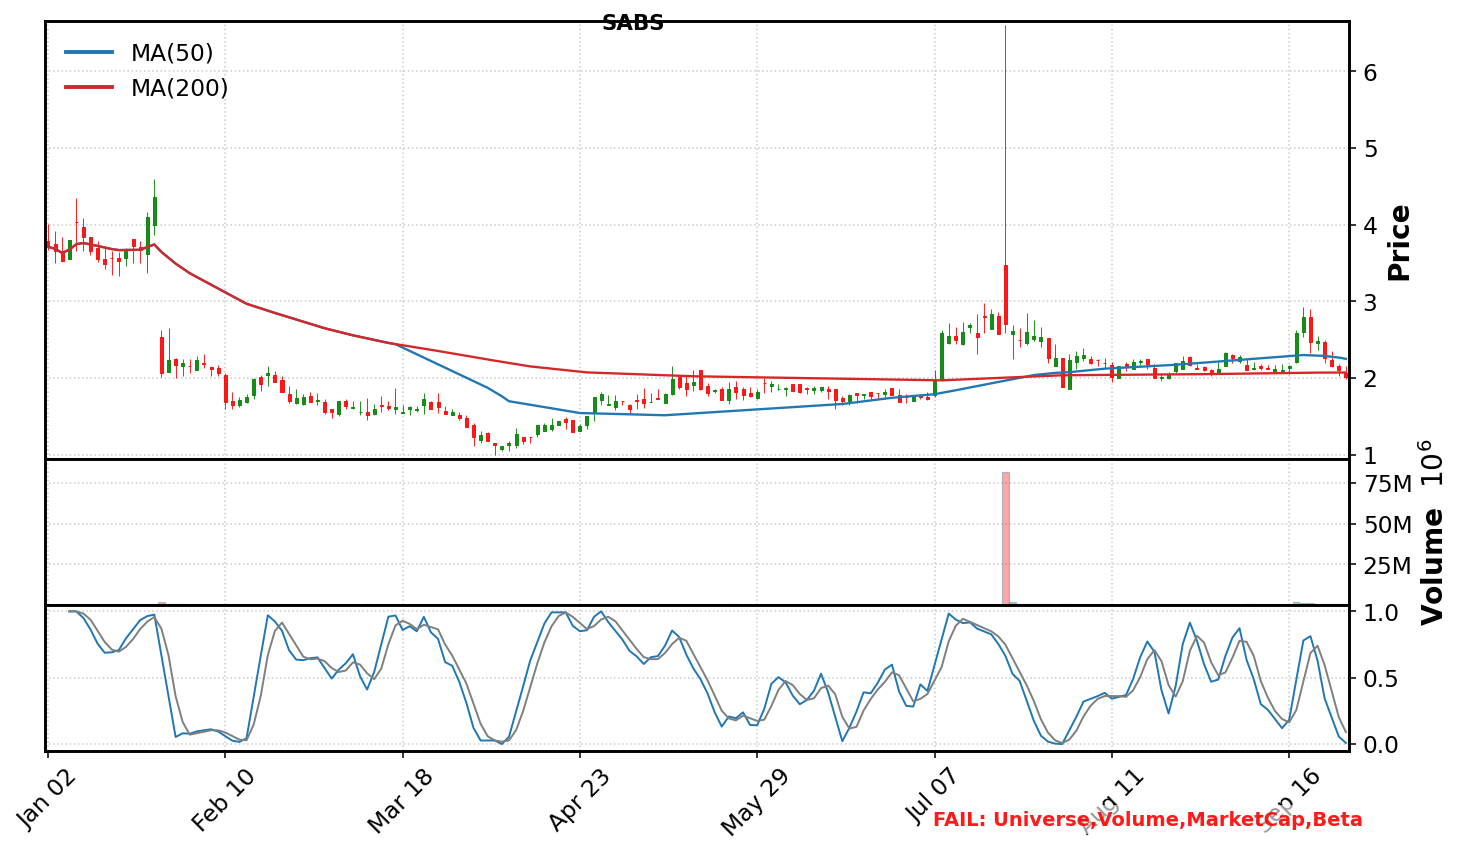 SABS
MA(50)
MA(200)
6
5
4
3
2
1
Price
75M
50M
25M
Volume 10^6
1.0
0.5
0.0
Jan 02
Feb 10
Mar 18
Apr 23
May 29
Jul 07
Aug 11
Sep 16
FAIL: Universe,Volume,MarketCap,Beta